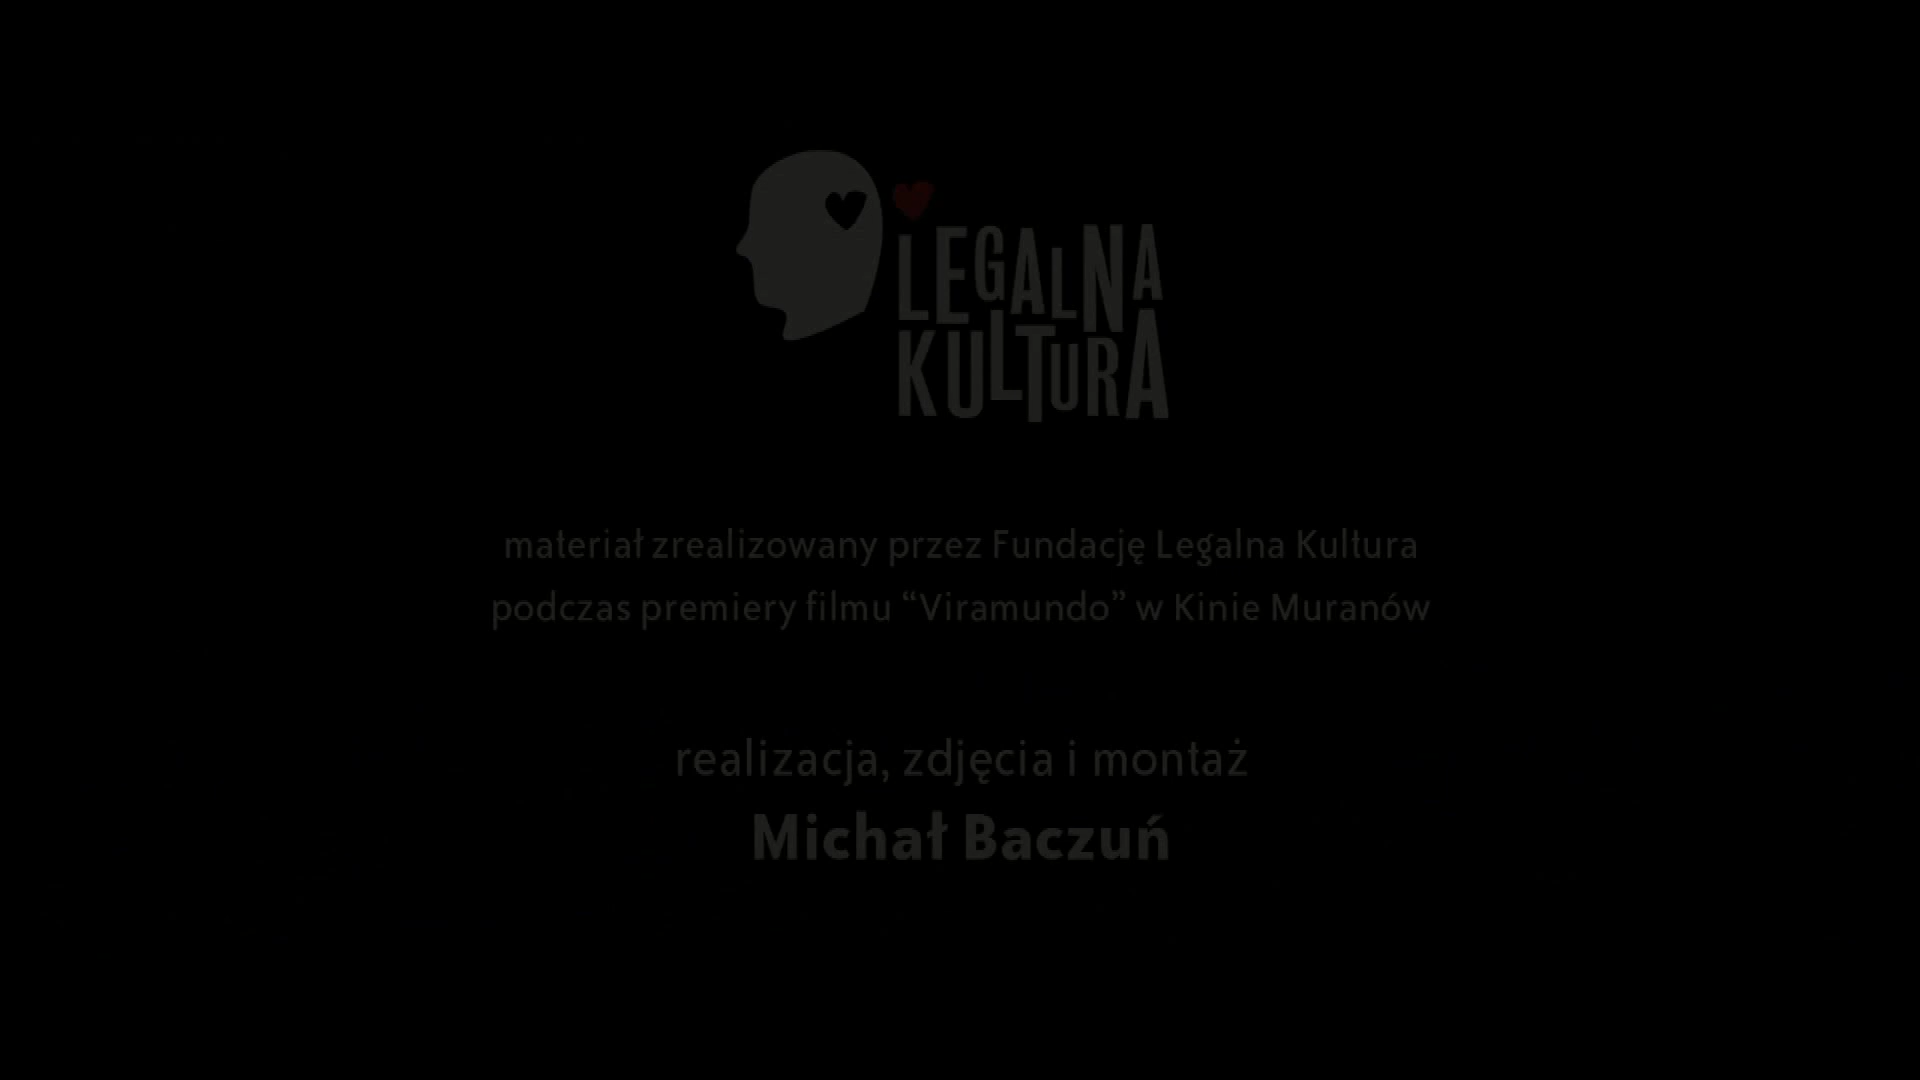 LEGALNA
KULTURA
materiał zrealizowany przez Fundację Legalna Kultura
podczas premiery filmu “Viramundo” w Kinie Muranów
realizacja, zdjęcia i montaż
Michał Baczuń